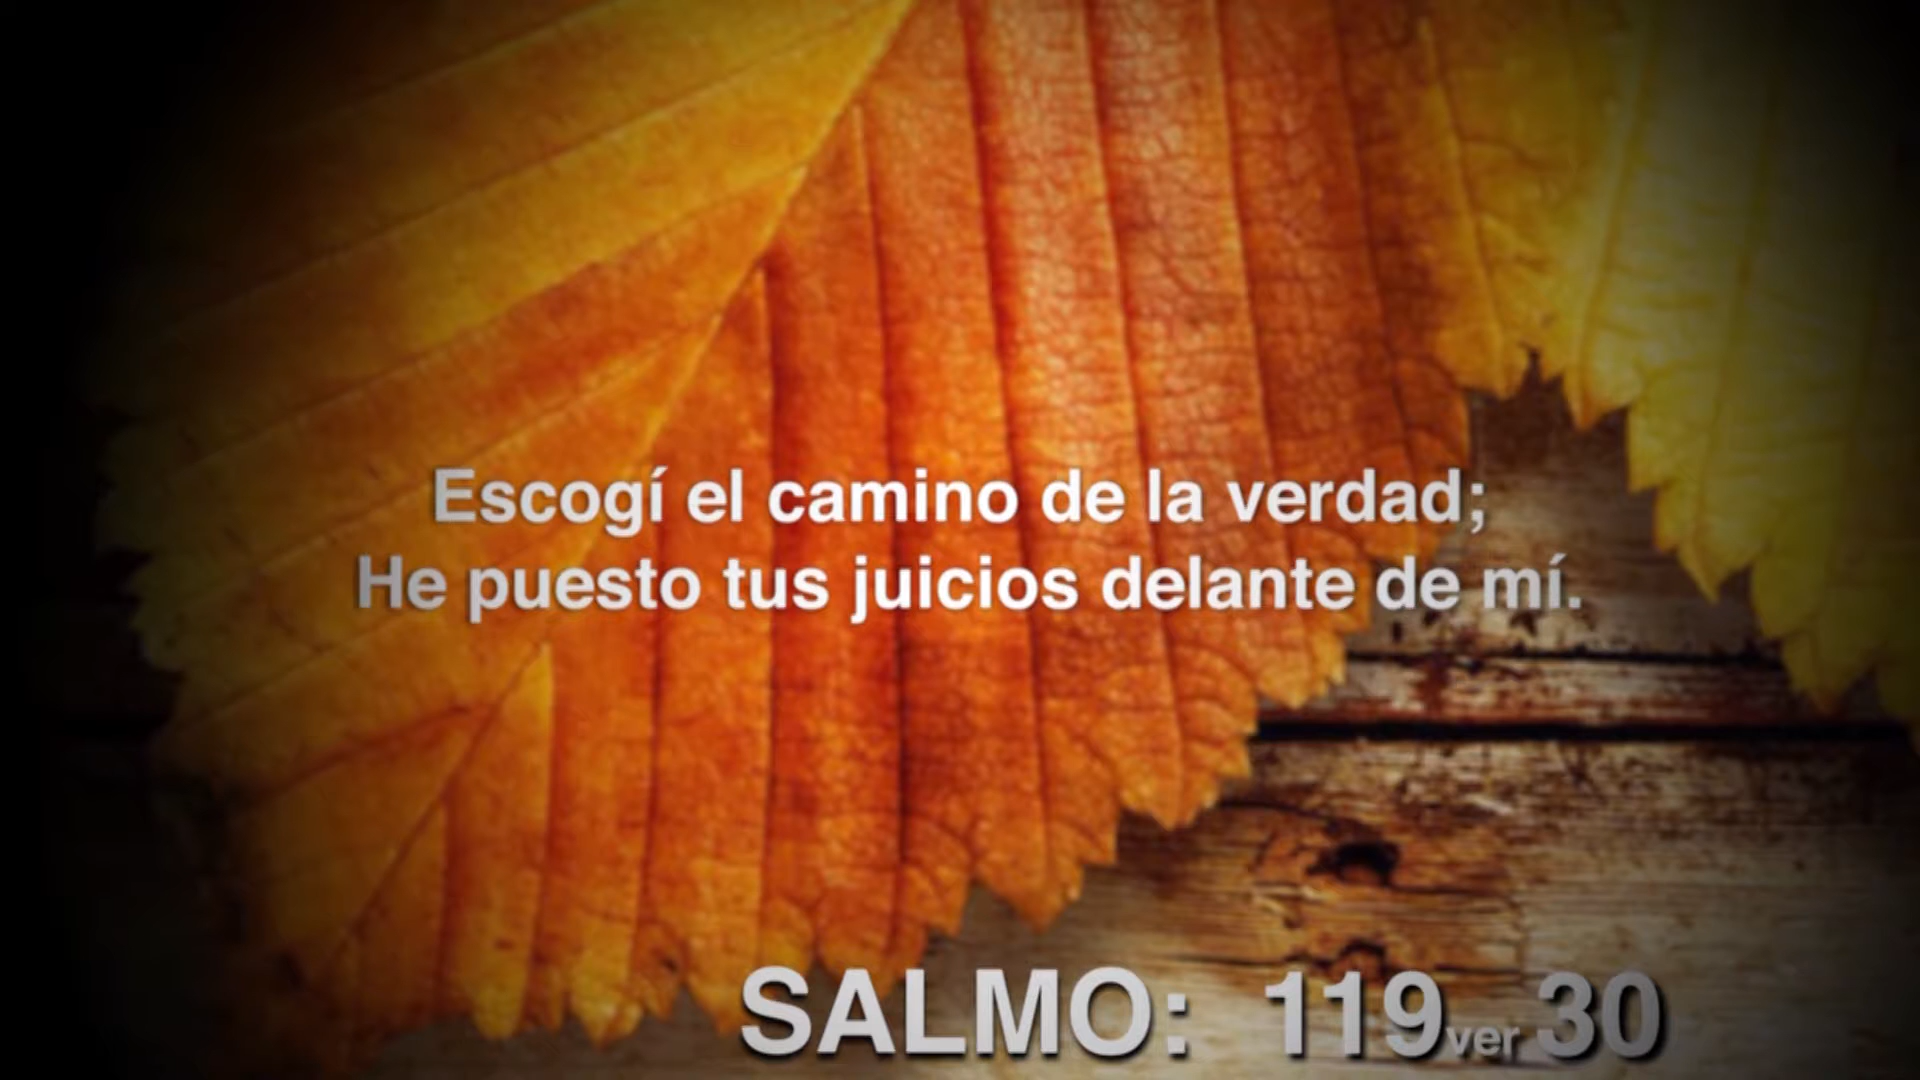 Escogí el camino de la verdad;
He puesto tus juicios delante de mí.
SALMO: 119 ver 30